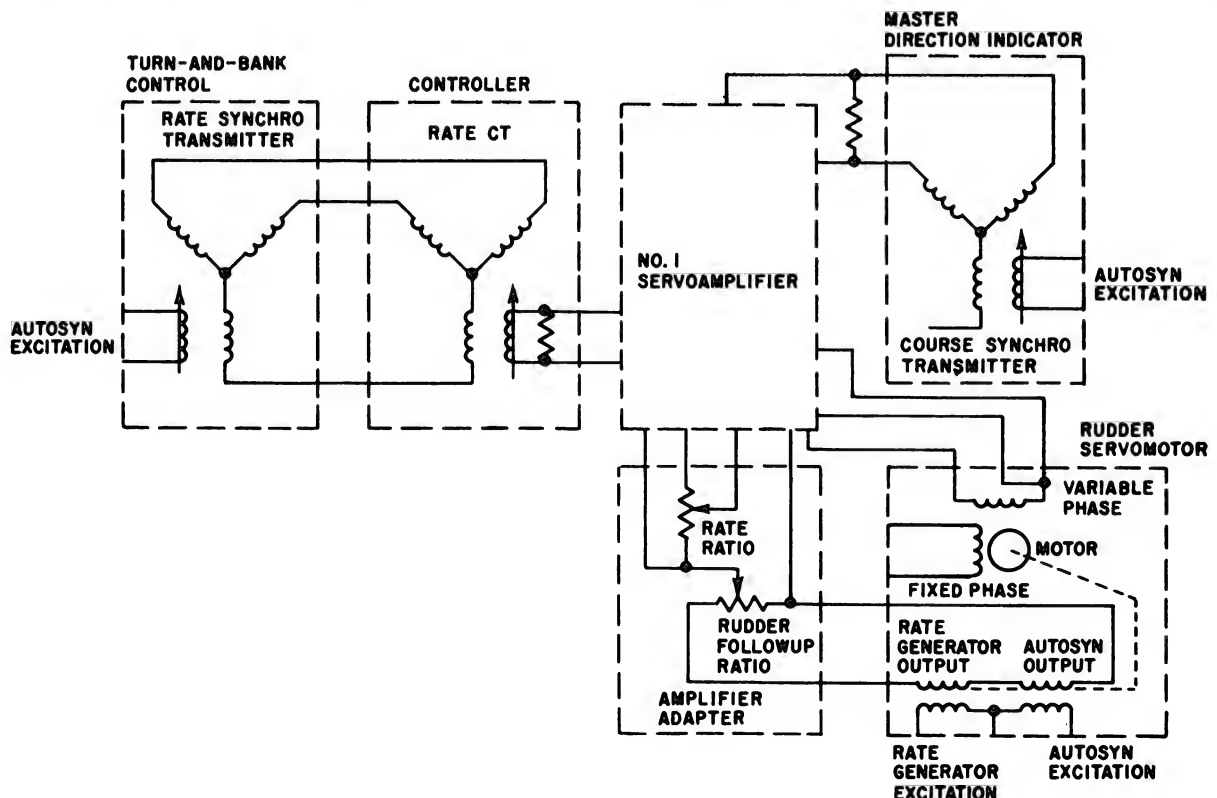 MASTER
DIRECTION INDICATOR
TURN-AND-BANK
CONTROL
CONTROLLER
RATE SYNCHRO
TRANSMITTER
RATE CT
NO. I
SERVOAMPLIFIER
AUTOSYN
EXCITATION
AUTOSYN
EXCITATION
COURSE SYNCHRO
TRANSMITTER
RUDDER
SERVOMOTOR
VARIABLE
PHASE
RATE
RATIO
MOTOR
FIXED PHASE
RUDDER
FOLLOWUP
RATIO
RATE
GENERATOR
OUTPUT
AUTOSYN
OUTPUT
AMPLIFIER
ADAPTER
RATE
GENERATOR
EXCITATION
AUTOSYN
EXCITATION